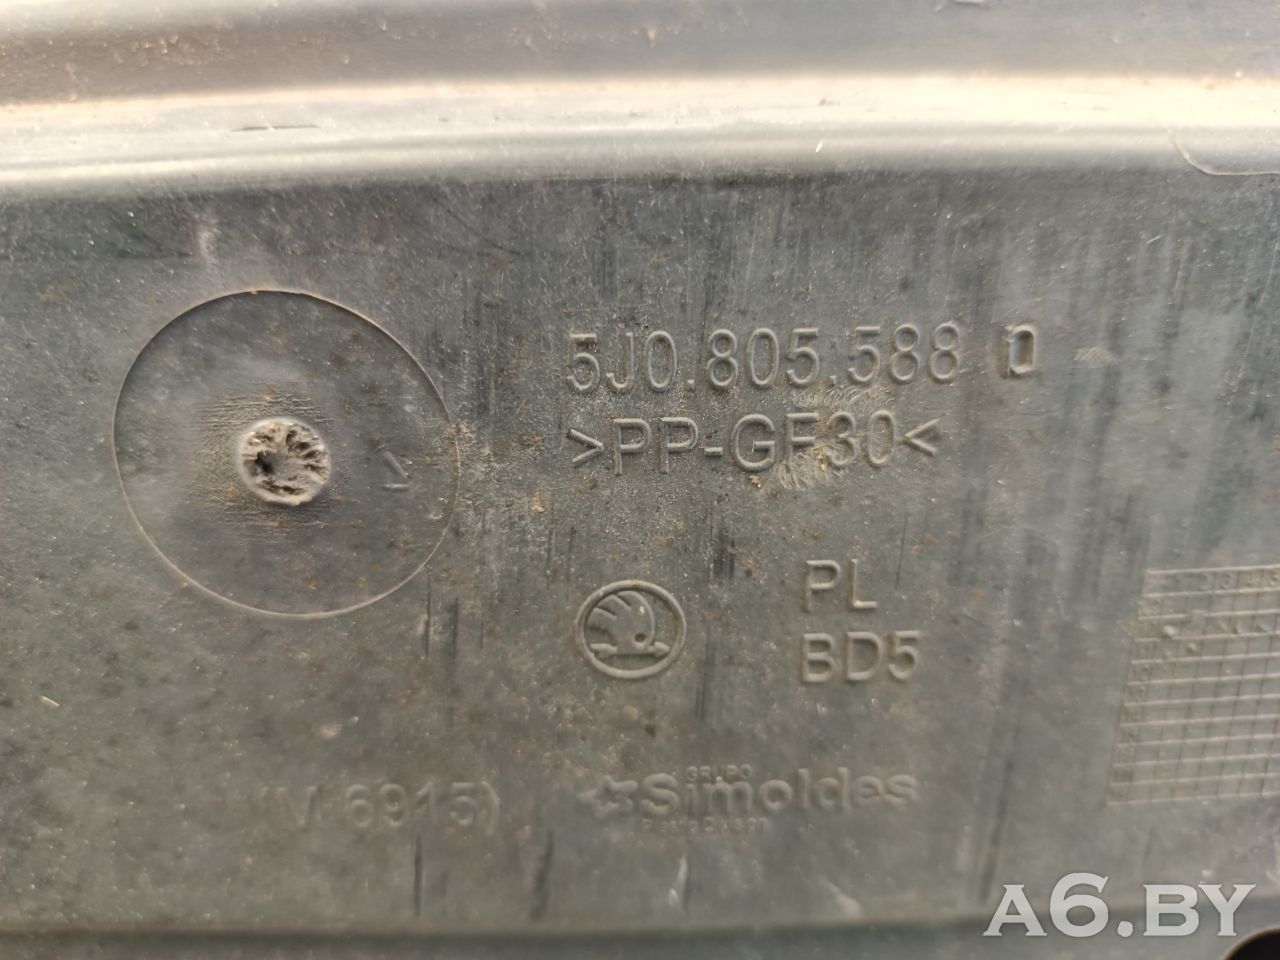 5J0.805.588 D
>PP-GF30<
PL
BD5
GRUPO
Simoldes
6915)
A6.BY